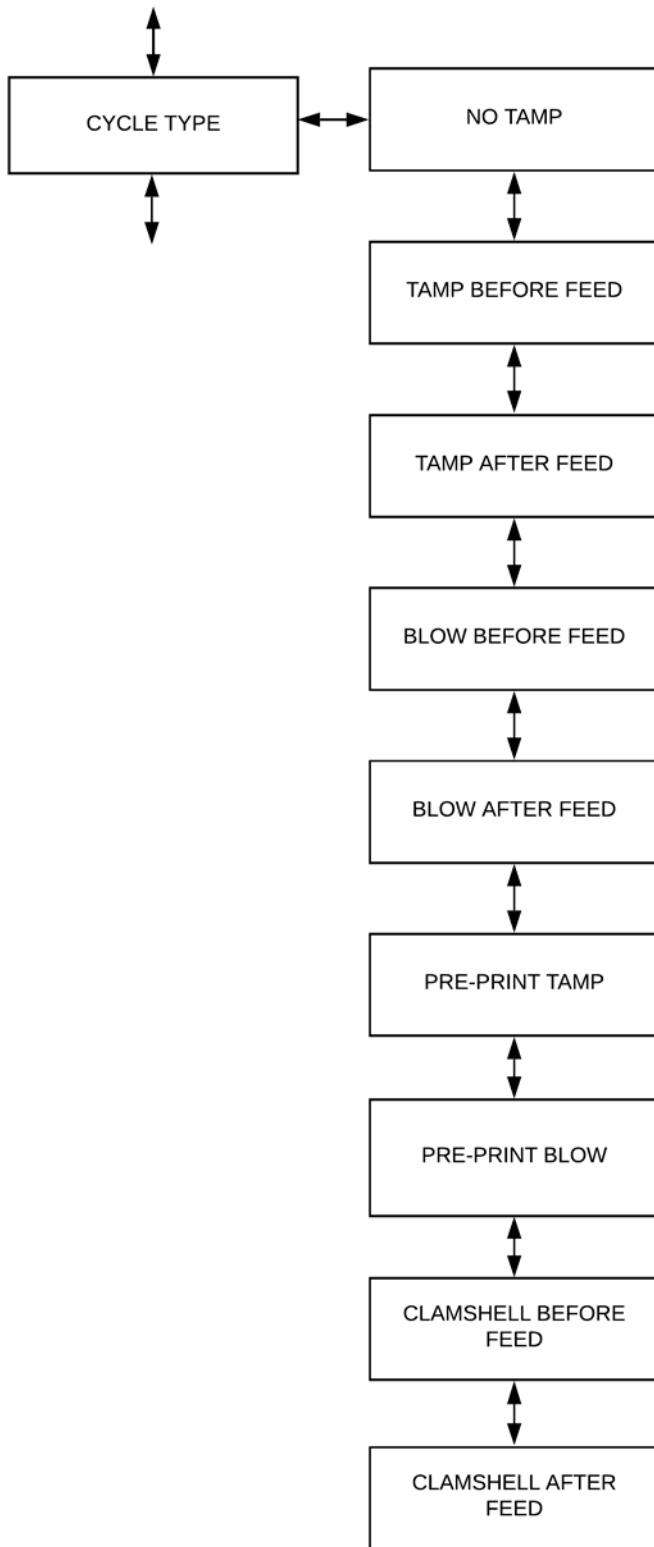 CYCLE TYPE
NO TAMP
TAMP BEFORE FEED
TAMP AFTER FEED
BLOW BEFORE FEED
BLOW AFTER FEED
PRE-PRINT TAMP
PRE-PRINT BLOW
CLAMSHELL BEFORE
FEED
CLAMSHELL AFTER
FEED